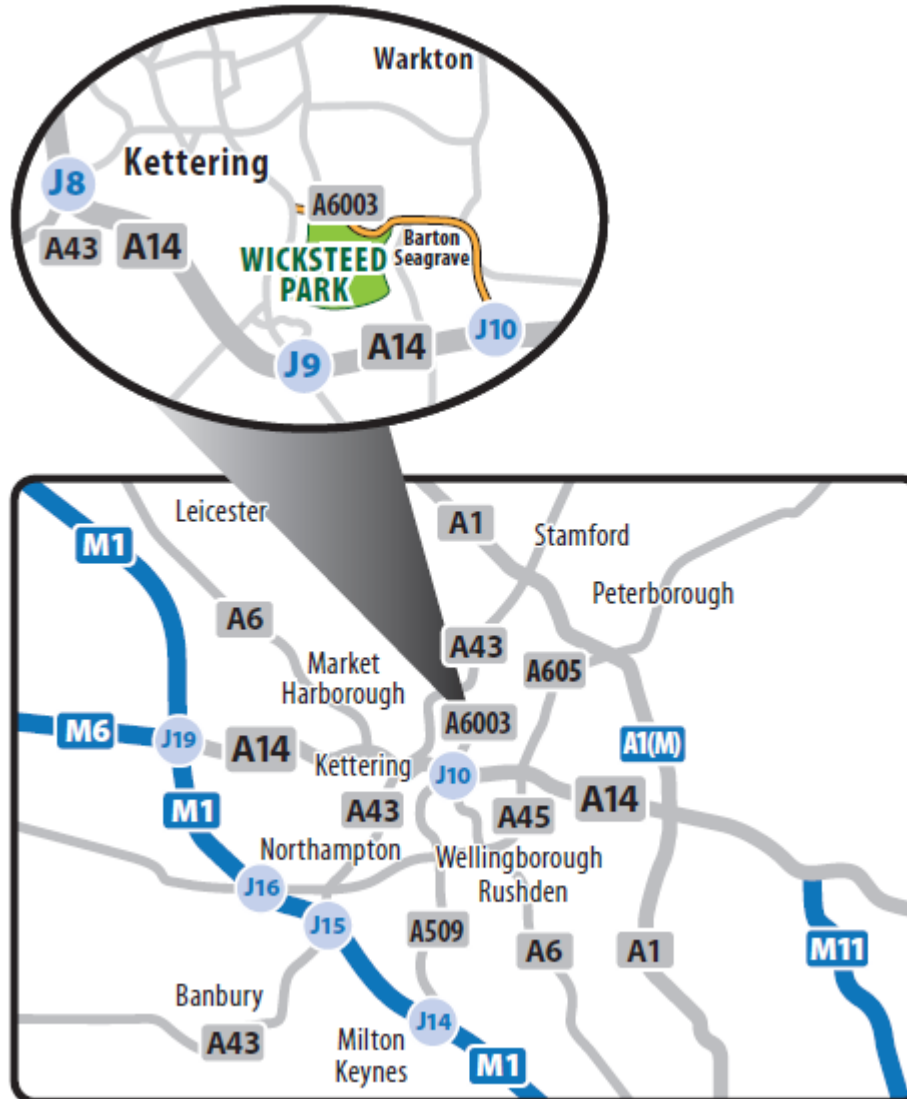 Warkton
Kettering
J8
A6003
A43
A14
WICKSTEED
PARK
Barton
Seagrave
J10
A14
J9
Leicester
A1
Stamford
M1
Peterborough
A6
A43
Market
Harborough
A605
A6003
M6
J19
A14
Kettering
J10
A1(M)
M1
A43
A45
A14
Northampton
Wellingborough
Rushden
J16
J15
A509
A6
A1
M11
Banbury
J14
A43
Milton
Keynes
M1